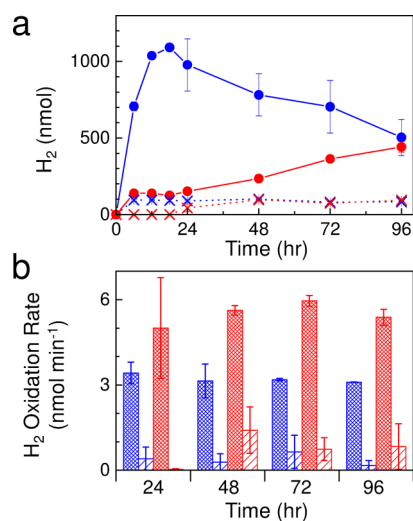 a
1000
500
0
H2 (nmol)
0 24 48 72 96
Time (hr)
b
6
3
0
H2 Oxidation Rate
(nmol min-1)
24 48 72 96
Time (hr)